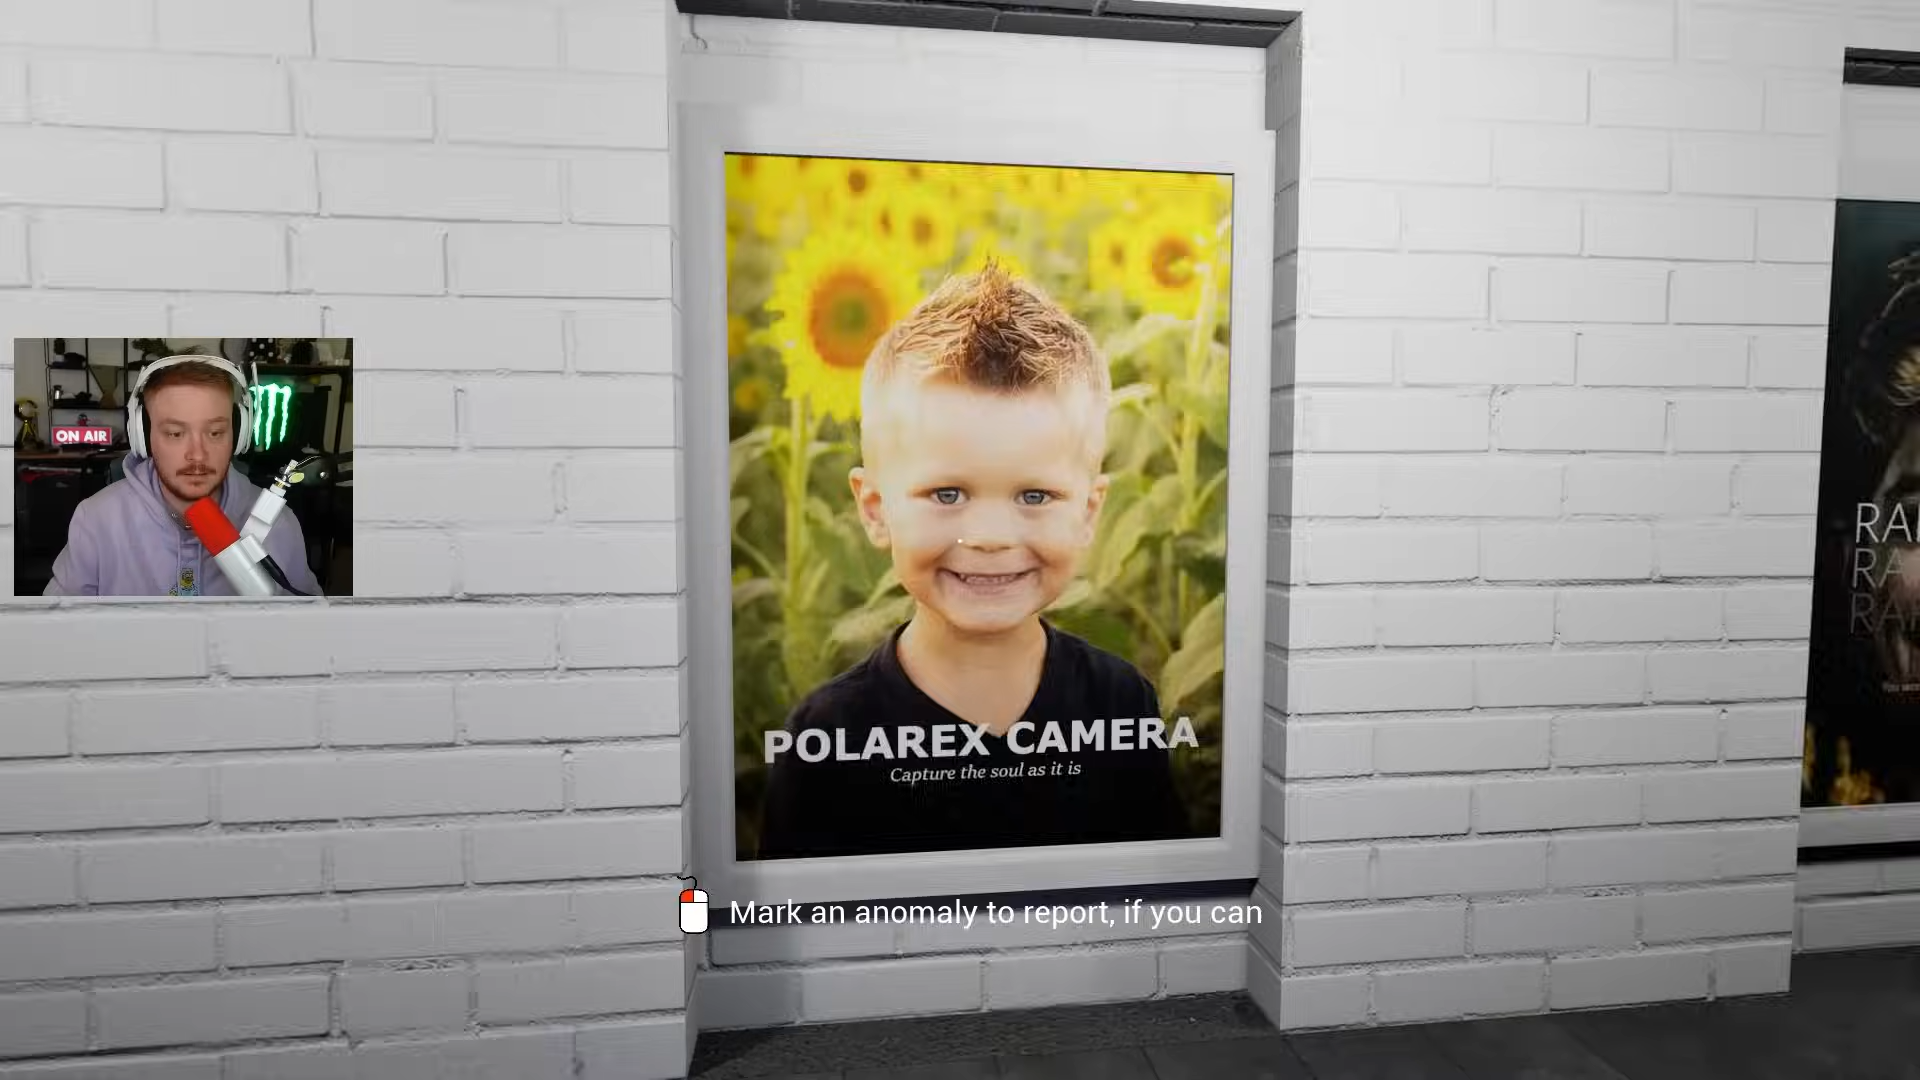 ON AIR
POLAREX CAMERA
Capture the soul as it is
Mark an anomaly to report, if you can